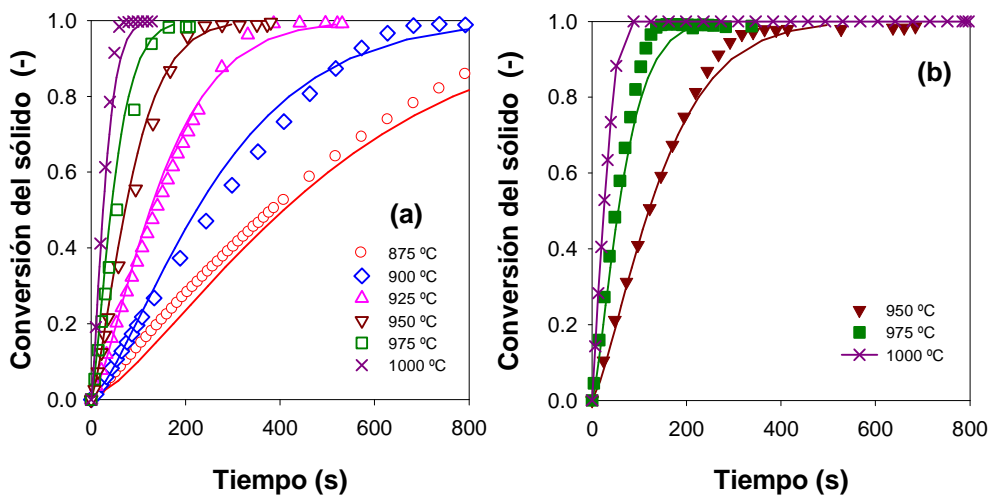 Conversión del sólido (-)
1.0
0.8
0.6
0.4
0.2
0.0
(a)
875 ºC
900 ºC
925 ºC
950 ºC
975 ºC
1000 ºC
0 200 400 600 800
Tiempo (s)
Conversión del sólido (-)
1.0
0.8
0.6
0.4
0.2
0.0
(b)
950 ºC
975 ºC
1000 ºC
0 200 400 600 800
Tiempo (s)